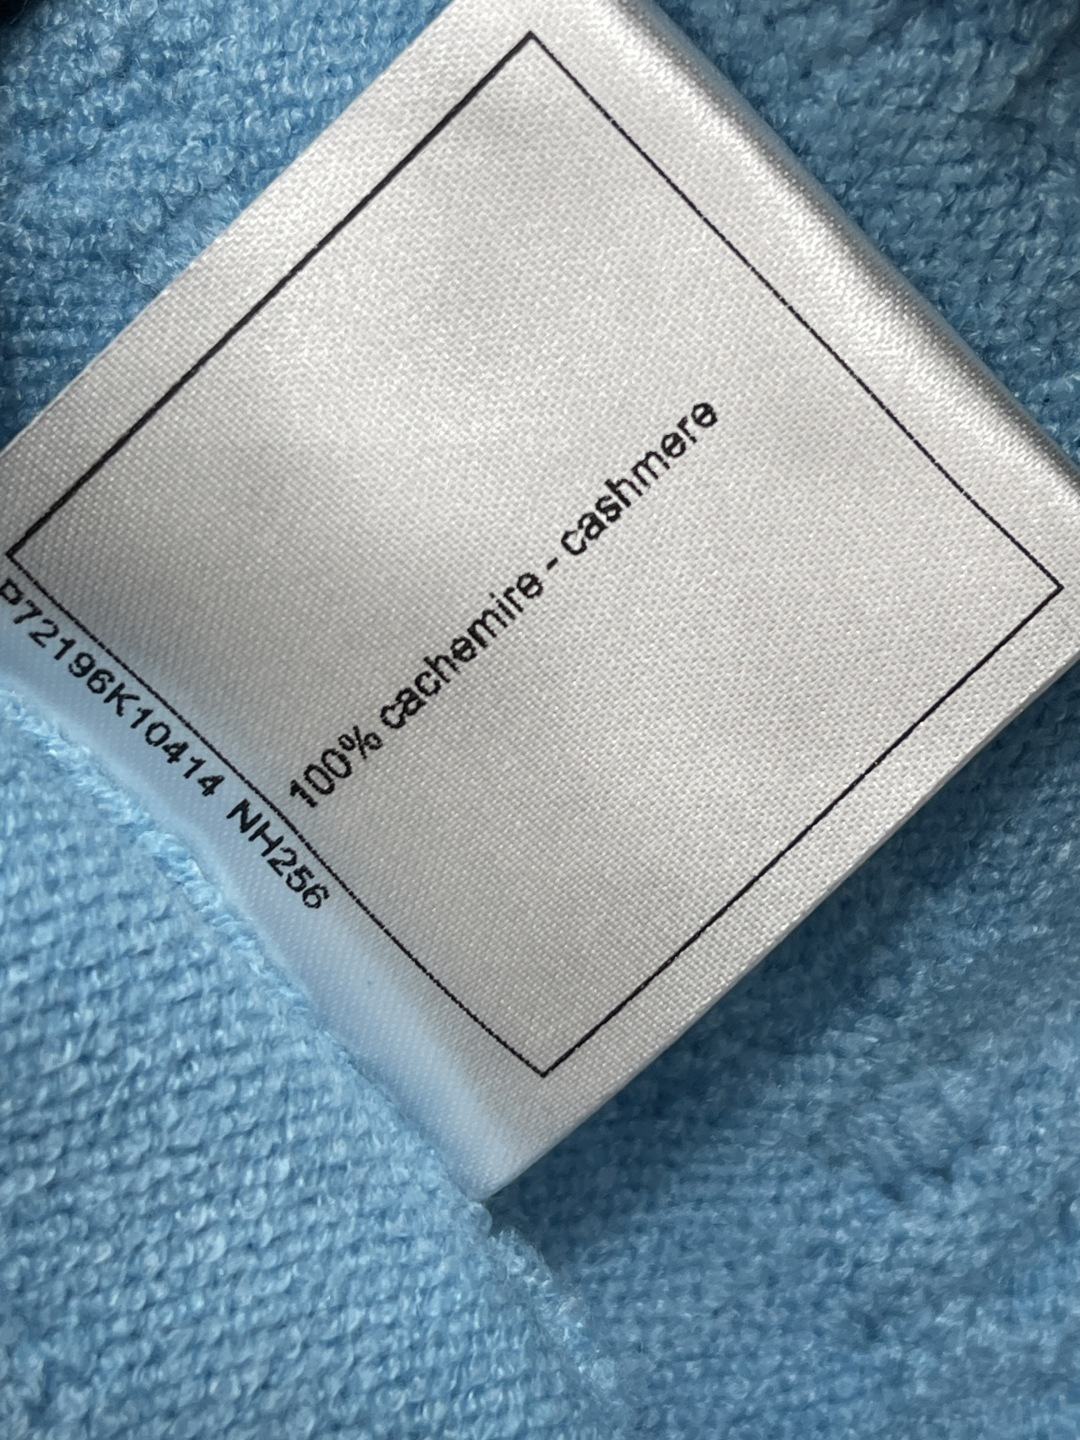 100% cachemire - cashmere
P72196K10414 NH256